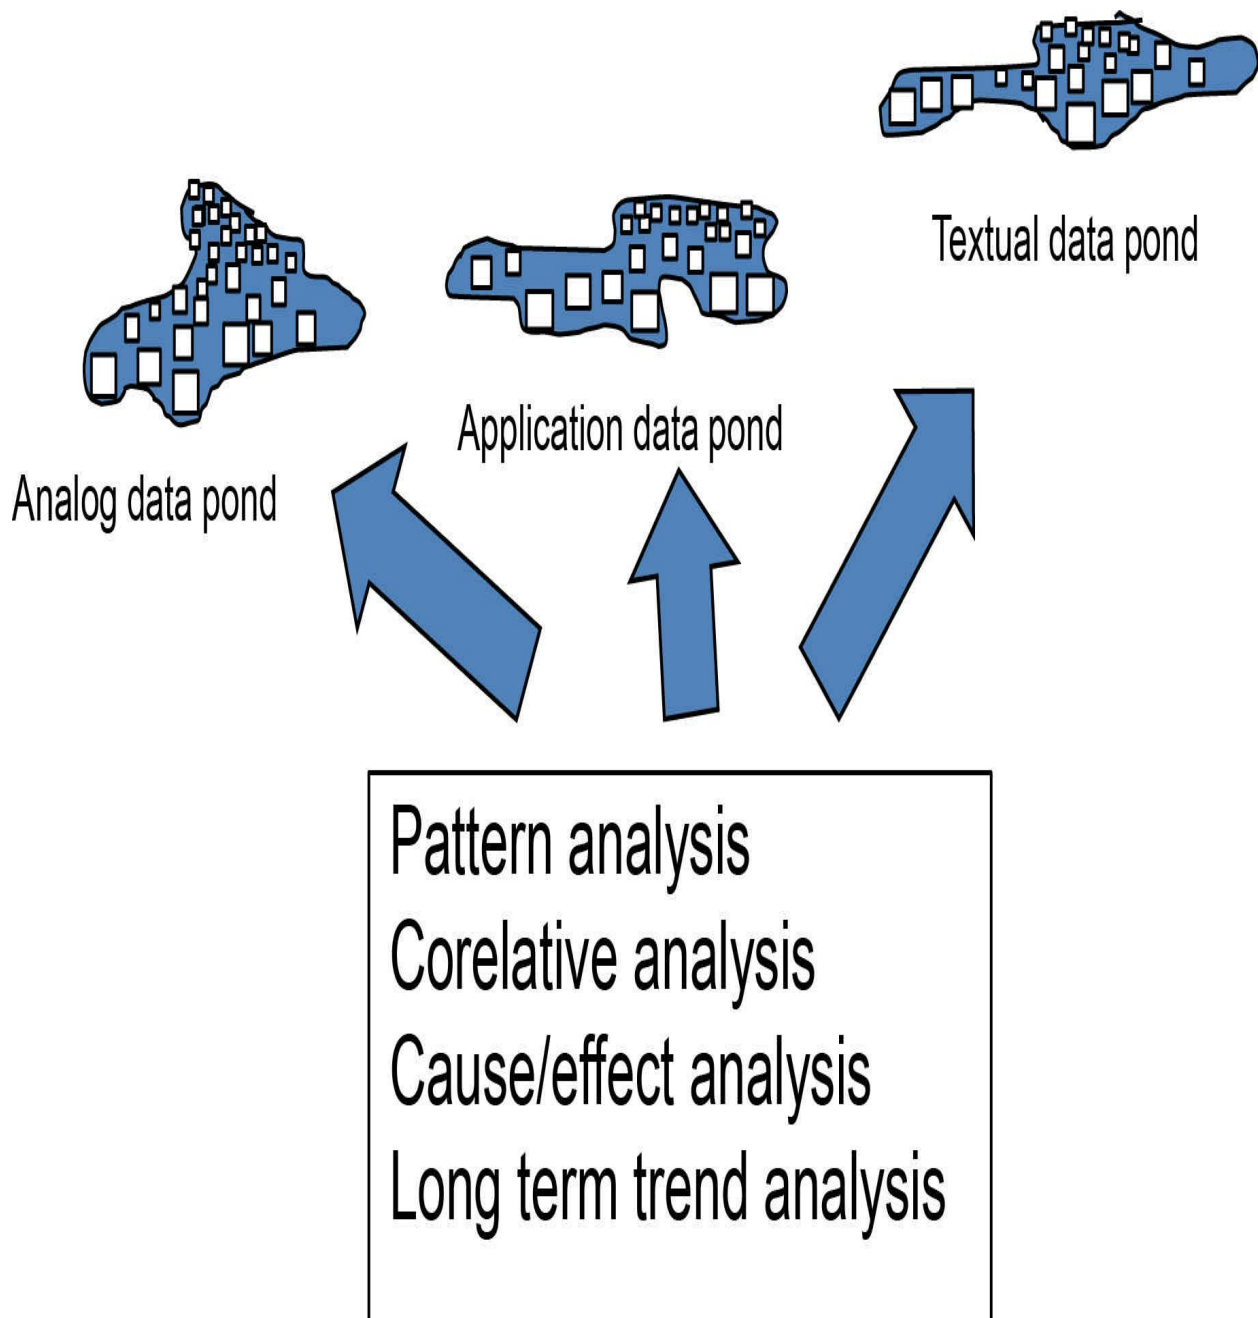 Textual data pond
Application data pond
Analog data pond
Pattern analysis
Corelative analysis
Cause/effect analysis
Long term trend analysis